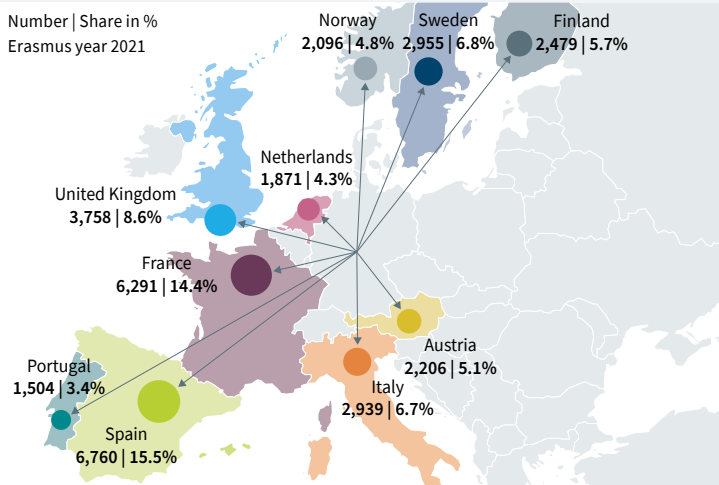 Number | Share in %
Erasmus year 2021
Norway
2,096 | 4.8%
Sweden
2,955 | 6.8%
Finland
2,479 | 5.7%
Netherlands
1,871 | 4.3%
United Kingdom
3,758 | 8.6%
France
6,291 | 14.4%
Austria
2,206 | 5.1%
Portugal
1,504 | 3.4%
Italy
2,939 | 6.7%
Spain
6,760 | 15.5%